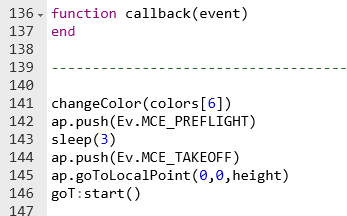 136 function callback(event)
137 end
138
139 -----------------------------------
140
141 changeColor(colors[6])
142 ap.push(Ev.MCE_PREFLIGHT)
143 sleep(3)
144 ap.push(Ev.MCE_TAKEOFF)
145 ap.goToLocalPoint(0,0,height)
146 goT:start()
147